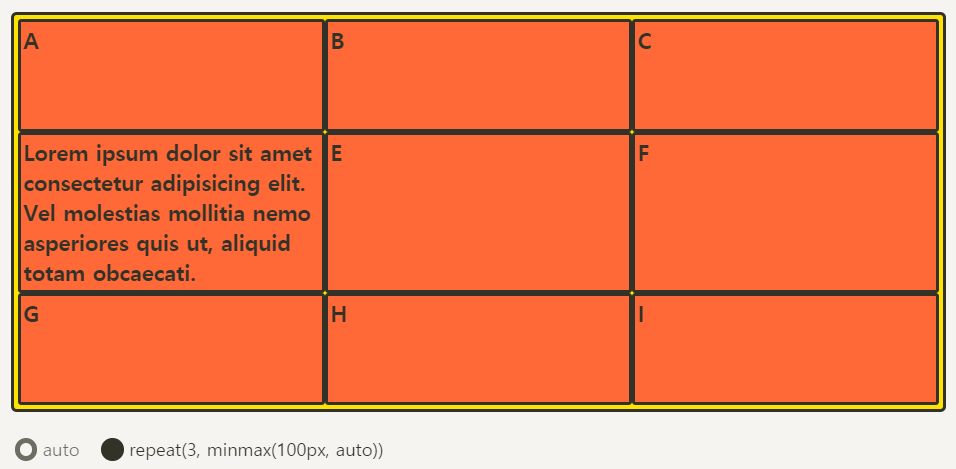 A
B
C
Lorem ipsum dolor sit amet
consectetur adipisicing elit.
Vel molestias mollitia nemo
asperiores quis ut, aliquid
totam obcaecati.
E
F
G
H
I
auto
repeat(3, minmax(100px, auto))